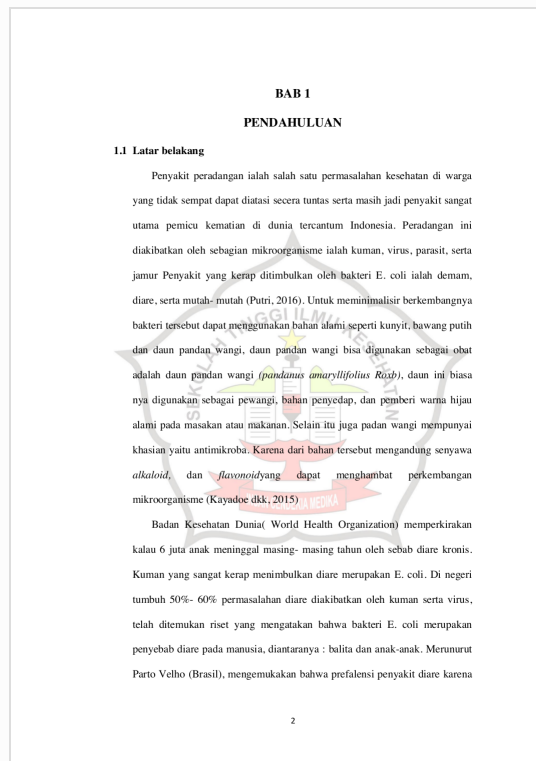 BAB 1
PENDAHULUAN
1.1 Latar belakang
Penyakit peradangan ialah salah satu permasalahan kesehatan di warga
yang tidak sempat dapat diatasi secera tuntas serta masih jadi penyakit sangat
utama pemicu kematian di dunia tercantum Indonesia. Peradangan ini
diakibatkan oleh sebagian mikroorganisme ialah kuman, virus, parasit, serta
jamur Penyakit yang kerap ditimbulkan oleh bakteri E. coli ialah demam,
diare, serta mutah- mutah (Putri, 2016). Untuk meminimalisir berkembangnya
bakteri tersebut dapat menggunakan bahan alami seperti kunyit, bawang putih
dan daun pandan wangi, daun pandan wangi bisa digunakan sebagai obat
adalah daun pandan wangi (pandanus amaryllifolius Roxb), daun ini biasa
nya digunakan sebagai pewangi, bahan penyedap, dan pemberi warna hijau
alami pada masakan atau makanan. Selain itu juga padan wangi mempunyai
khasian yaitu antimikroba. Karena dari bahan tersebut mengandung senyawa
alkaloid, dan flavonoidyang dapat menghambat perkembangan
mikroorganisme (Kayadoe dkk, 2015)
Badan Kesehatan Dunia( World Health Organization) memperkirakan
kalau 6 juta anak meninggal masing- masing tahun oleh sebab diare kronis.
Kuman yang sangat kerap menimbulkan diare merupakan E. coli. Di negeri
tumbuh 50%- 60% permasalahan diare diakibatkan oleh kuman serta virus,
telah ditemukan riset yang mengatakan bahwa bakteri E. coli merupakan
penyebab diare pada manusia, diantaranya : balita dan anak-anak. Merunurut
Parto Velho (Brasil), mengemukakan bahwa prefalensi penyakit diare karena
2
SEKOLAH TINGGI ILMU KESEHATAN
INSAN CENDEKIA MEDIKA